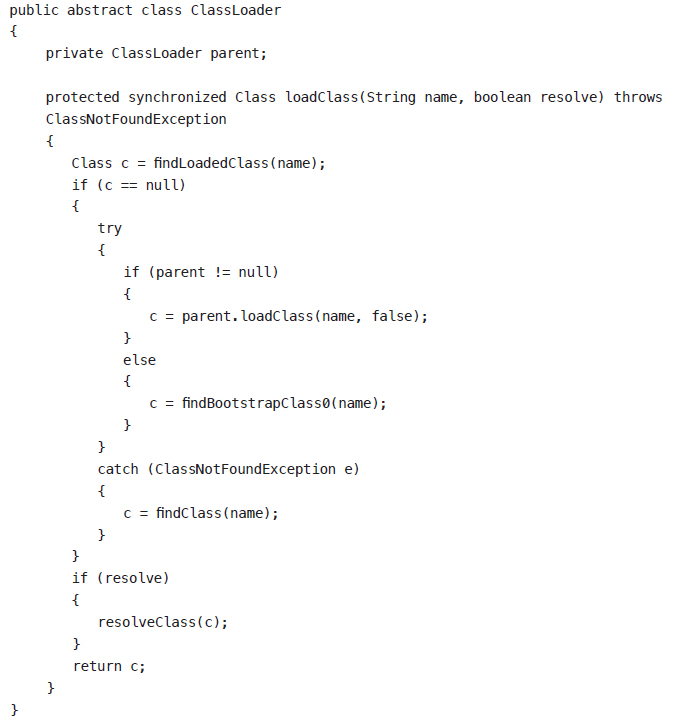 public abstract class ClassLoader
{
private ClassLoader parent;
protected synchronized Class loadClass(String name, boolean resolve) throws
ClassNotFoundException
{
Class c = findLoadedClass(name);
if (c == null)
{
try
{
if (parent != null)
{
c = parent.loadClass(name, false);
}
else
{
c = findBootstrapClass0(name);
}
}
catch (ClassNotFoundException e)
{
c = findClass(name);
}
}
if (resolve)
{
resolveClass(c);
}
return c;
}
}